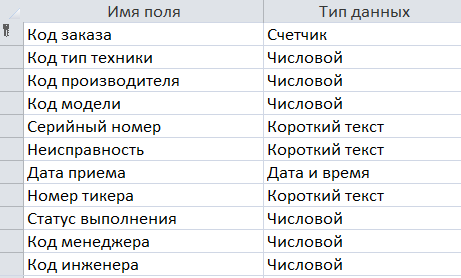 Имя поля Тип данных
Код заказа Счетчик
Код тип техники Числовой
Код производителя Числовой
Код модели Числовой
Серийный номер Короткий текст
Неисправность Короткий текст
Дата приема Дата и время
Номер тикера Короткий текст
Статус выполнения Числовой
Код менеджера Числовой
Код инженера Числовой